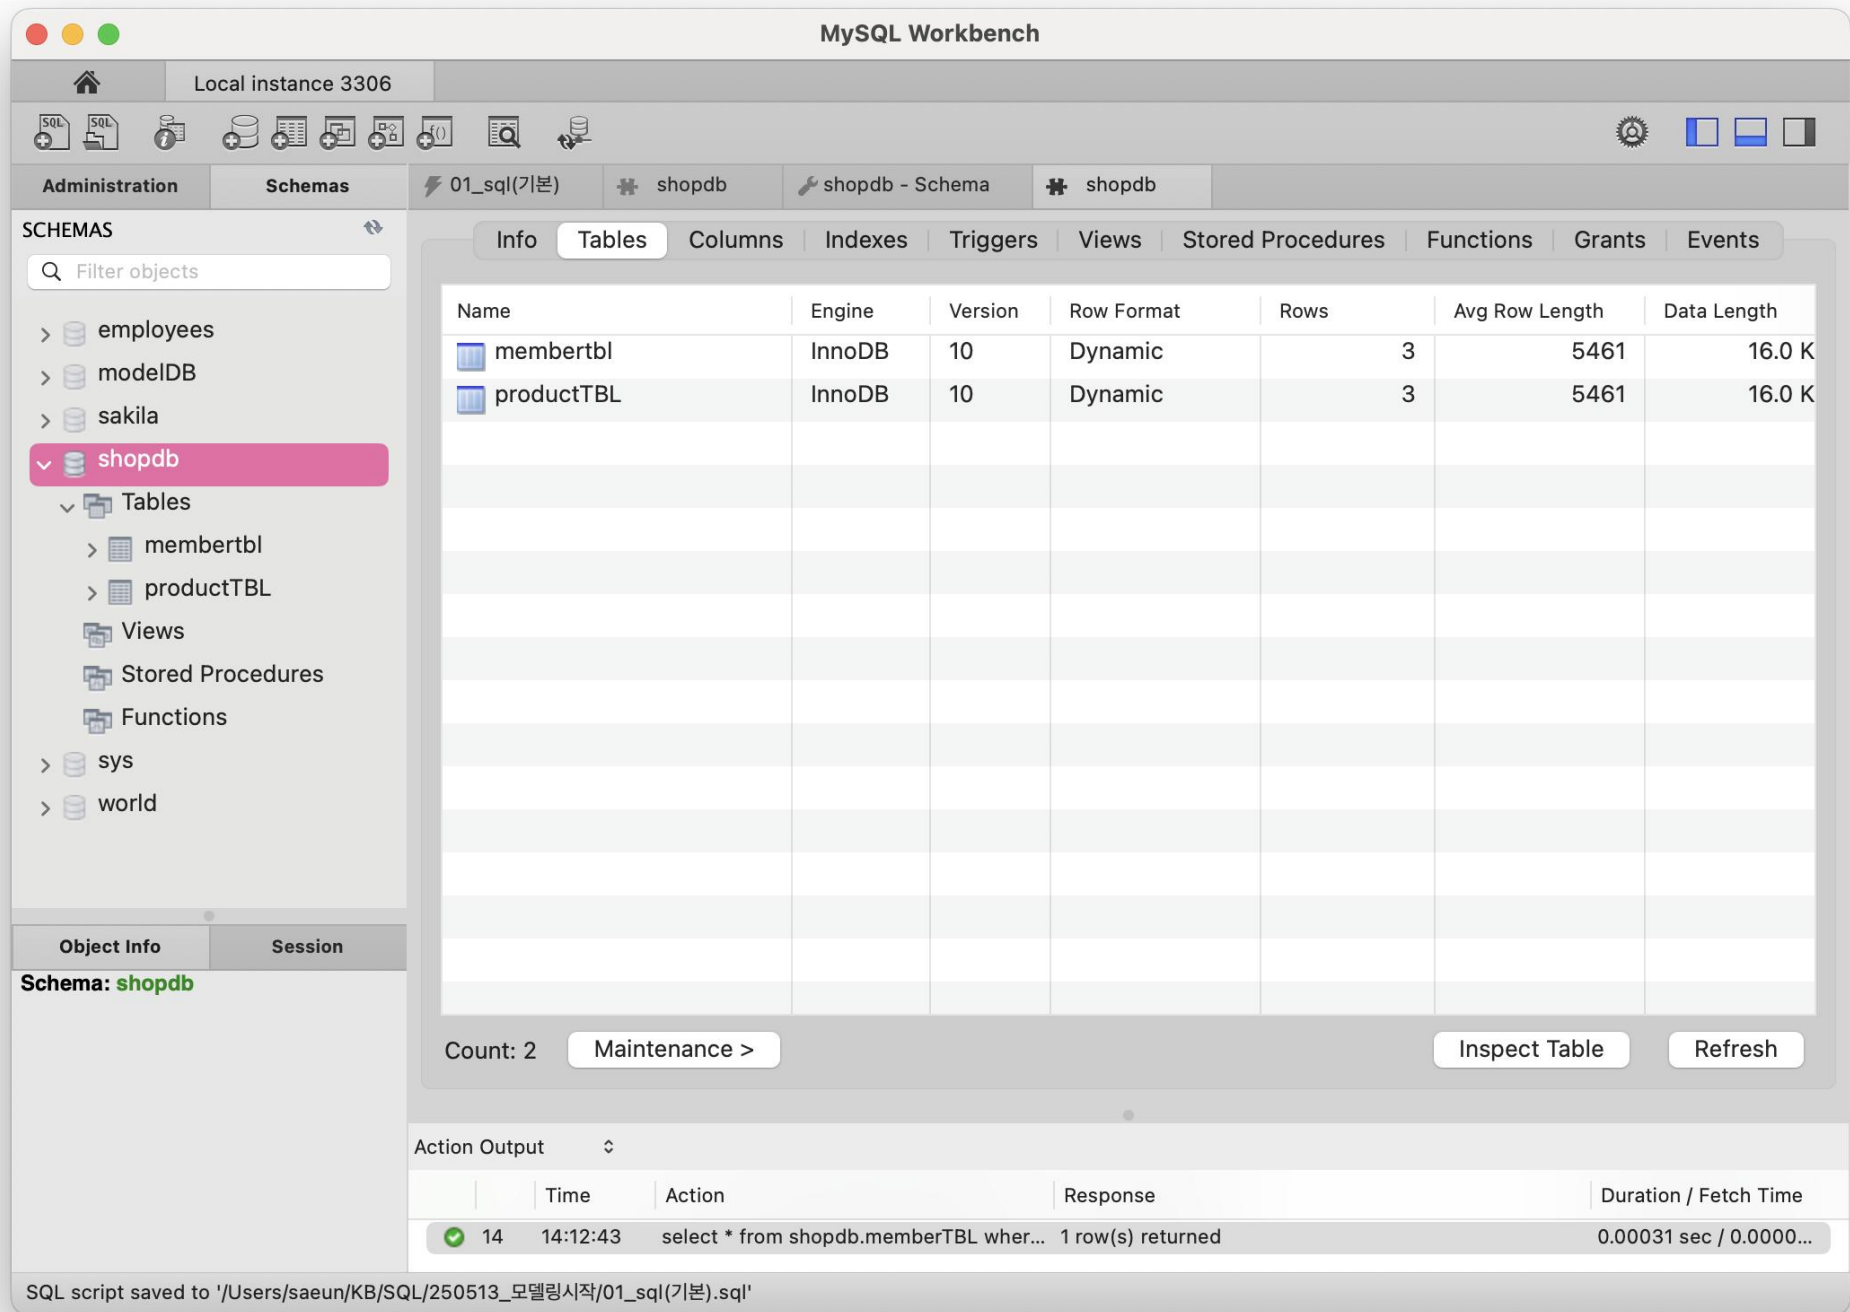 MySQL Workbench
Local instance 3306
SQL SQL i f()
Administration Schemas
01_sql(기본) shopdb shopdb - Schema shopdb
SCHEMAS
Filter objects
employees
modelDB
sakila
shopdb
Tables
membertbl
productTBL
Views
Stored Procedures
Functions
sys
world
Object Info Session
Schema: shopdb
Info Tables Columns Indexes Triggers Views Stored Procedures Functions Grants Events
Name Engine Version Row Format Rows Avg Row Length Data Length
membertbl InnoDB 10 Dynamic 3 5461 16.0 K
productTBL InnoDB 10 Dynamic 3 5461 16.0 K
Count: 2 Maintenance > Inspect Table Refresh
Action Output
Time Action Response Duration / Fetch Time
14 14:12:43 select * from shopdb.memberTBL wher... 1 row(s) returned 0.00031 sec / 0.0000...
SQL script saved to '/Users/saeun/KB/SQL/250513_모델링시작/01_sql(기본).sql'